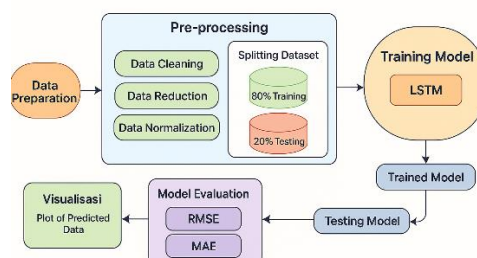 Pre-processing
Data
Preparation
Data Cleaning
Data Reduction
Data Normalization
Splitting Dataset
80% Training
20% Testing
Training Model
LSTM
Trained Model
Testing Model
Model Evaluation
RMSE
MAE
Visualisasi
Plot of Predicted
Data